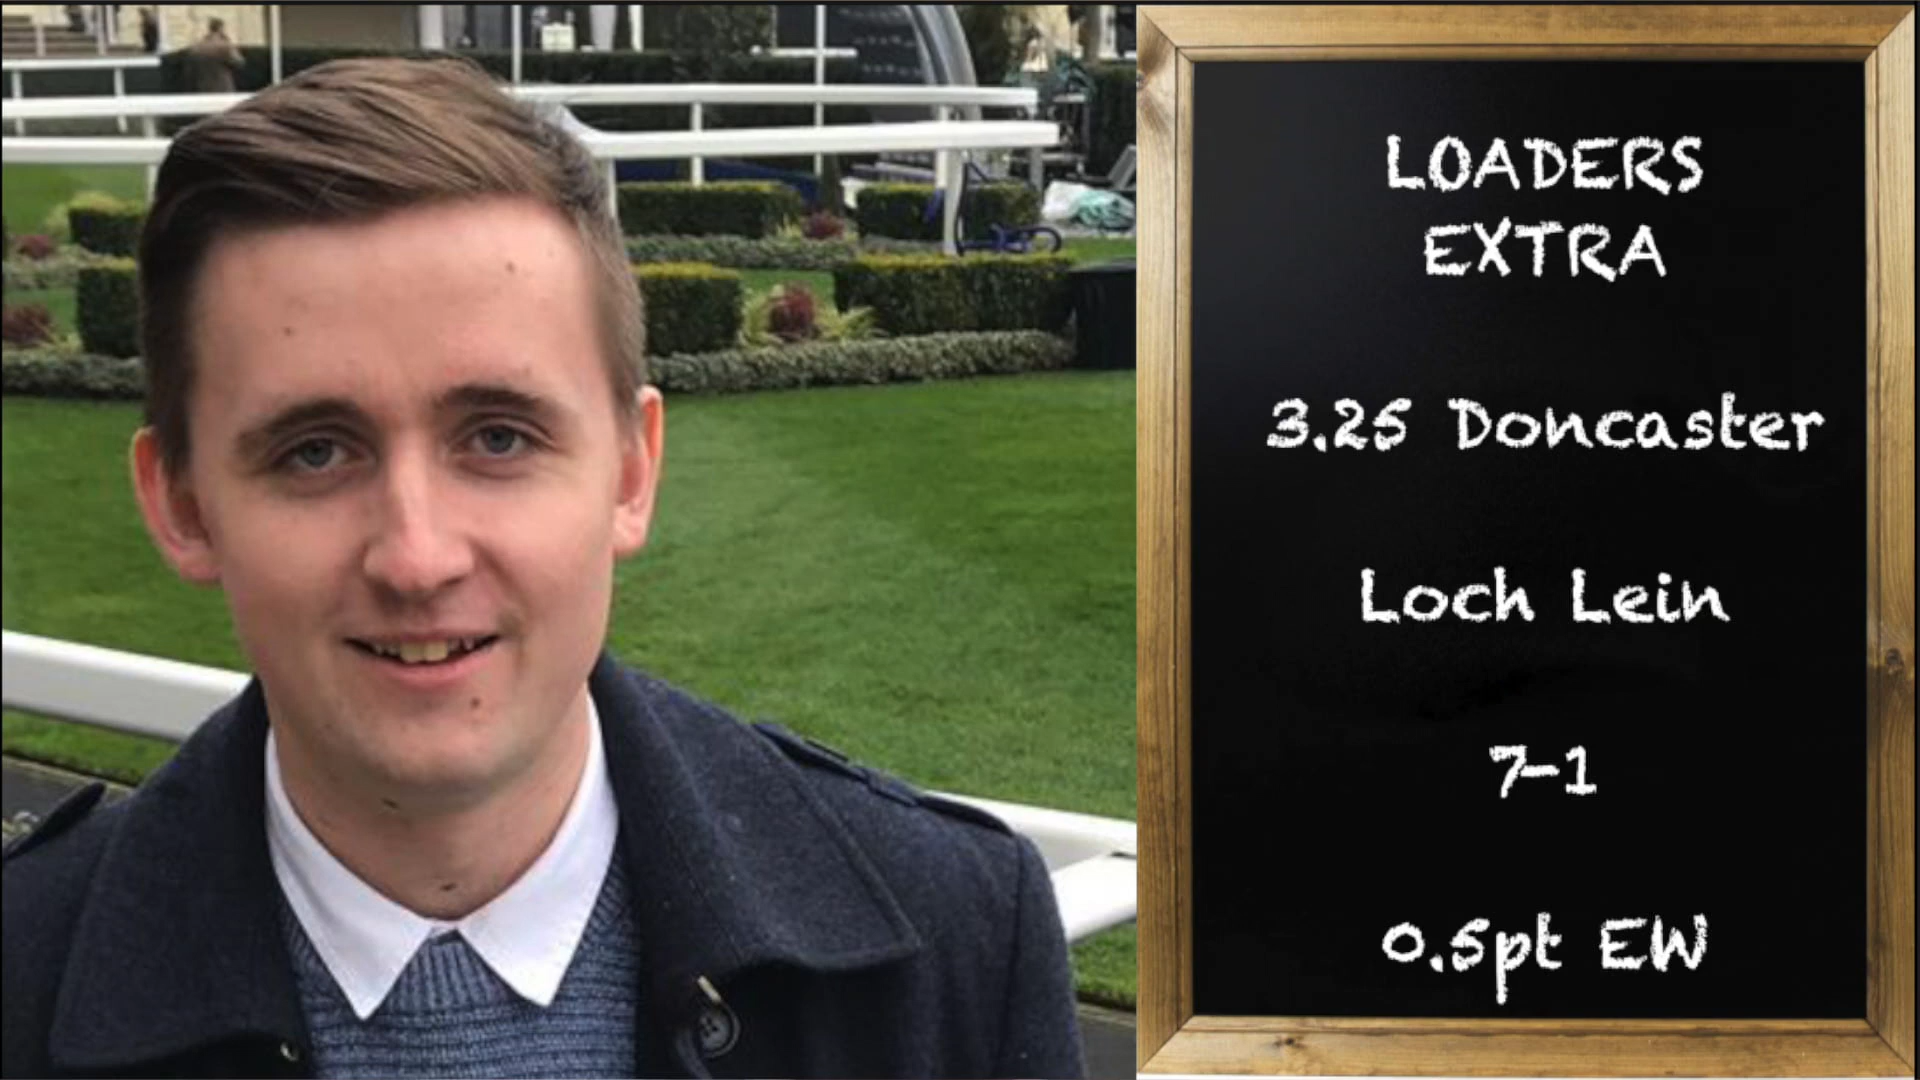 LOADERS
EXTRA
3.25 Doncaster
Loch Lein
7-1
0.5pt EW